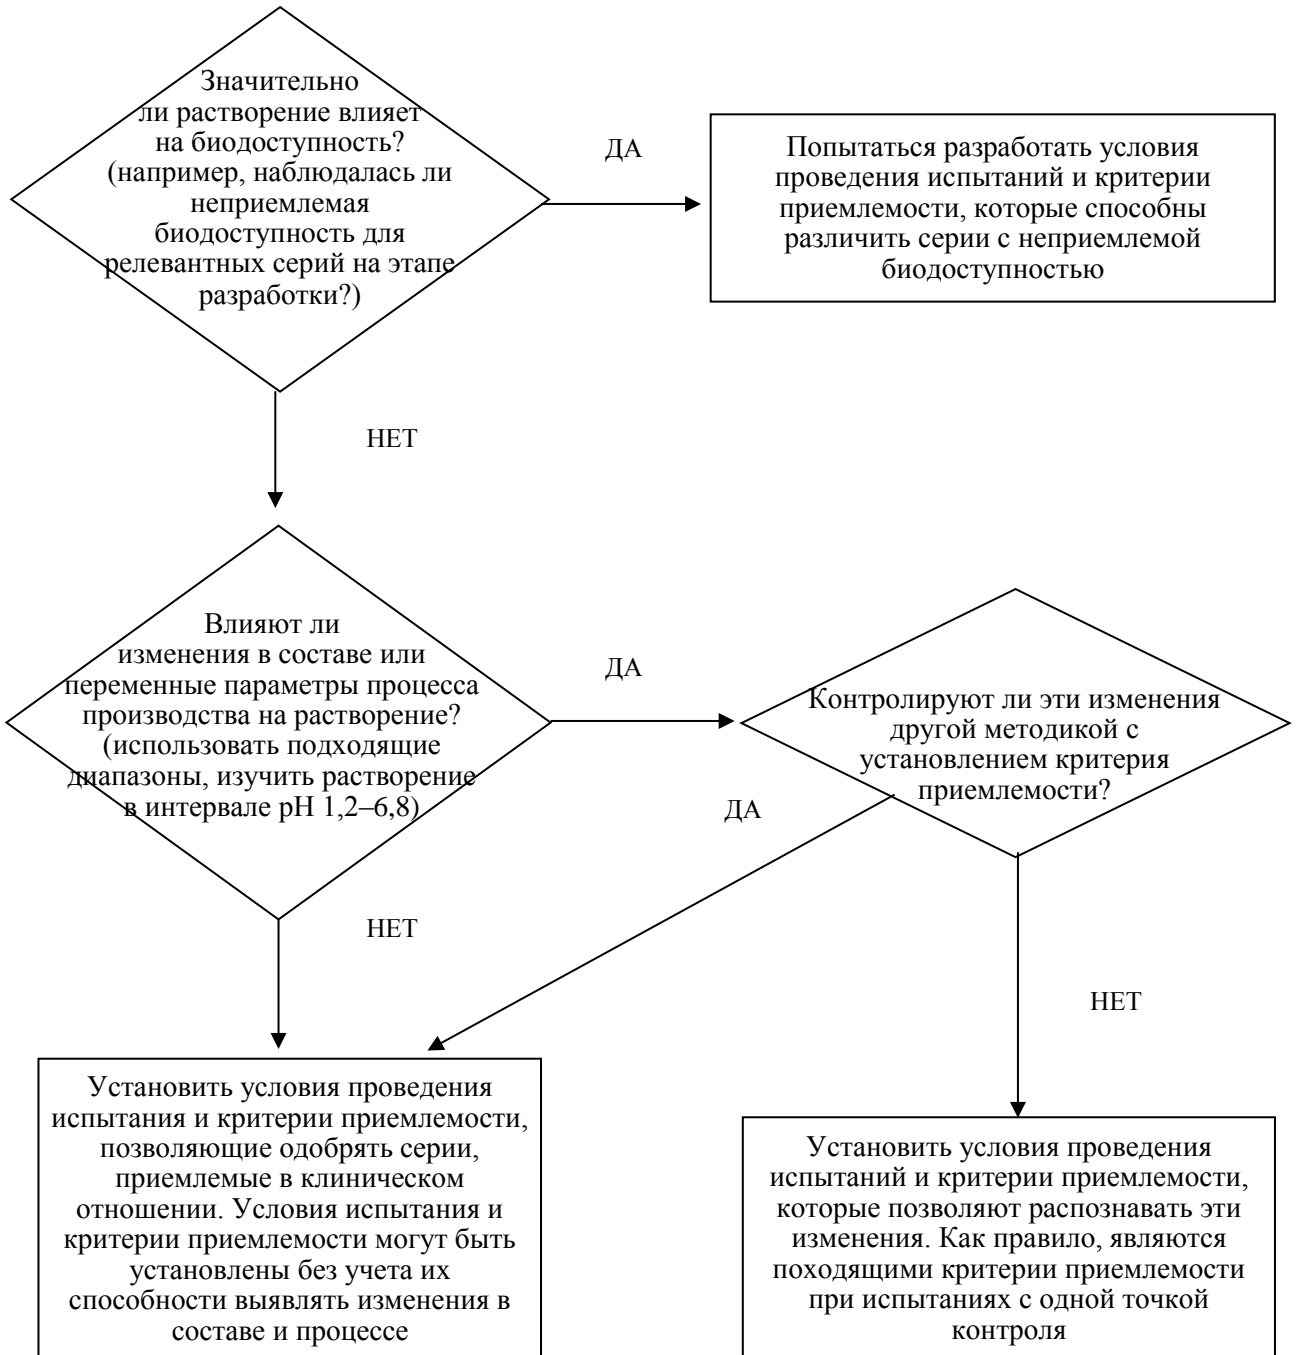 Значительно
ли растворение влияет
на биодоступность?
(например, наблюдалась ли
неприемлемая
биодоступность для
релевантных серий на этапе
разработки?)
ДА
Попытаться разработать условия
проведения испытаний и критерии
приемлемости, которые способны
различить серии с неприемлемой
биодоступностью
НЕТ
Влияют ли
изменения в составе или
переменные параметры процесса
производства на растворение?
(использовать подходящие
диапазоны, изучить растворение
в интервале pH 1,2–6,8)
ДА
Контролируют ли эти изменения
другой методикой с
установлением критерия
приемлемости?
ДА
НЕТ
НЕТ
Установить условия проведения
испытания и критерии приемлемости,
позволяющие одобрять серии,
приемлемые в клиническом
отношении. Условия испытания и
критерии приемлемости могут быть
установлены без учета их
способности выявлять изменения в
составе и процессе
Установить условия проведения
испытаний и критерии приемлемости,
которые позволяют распознавать эти
изменения. Как правило, являются
походящими критерии приемлемости
при испытаниях с одной точкой
контроля